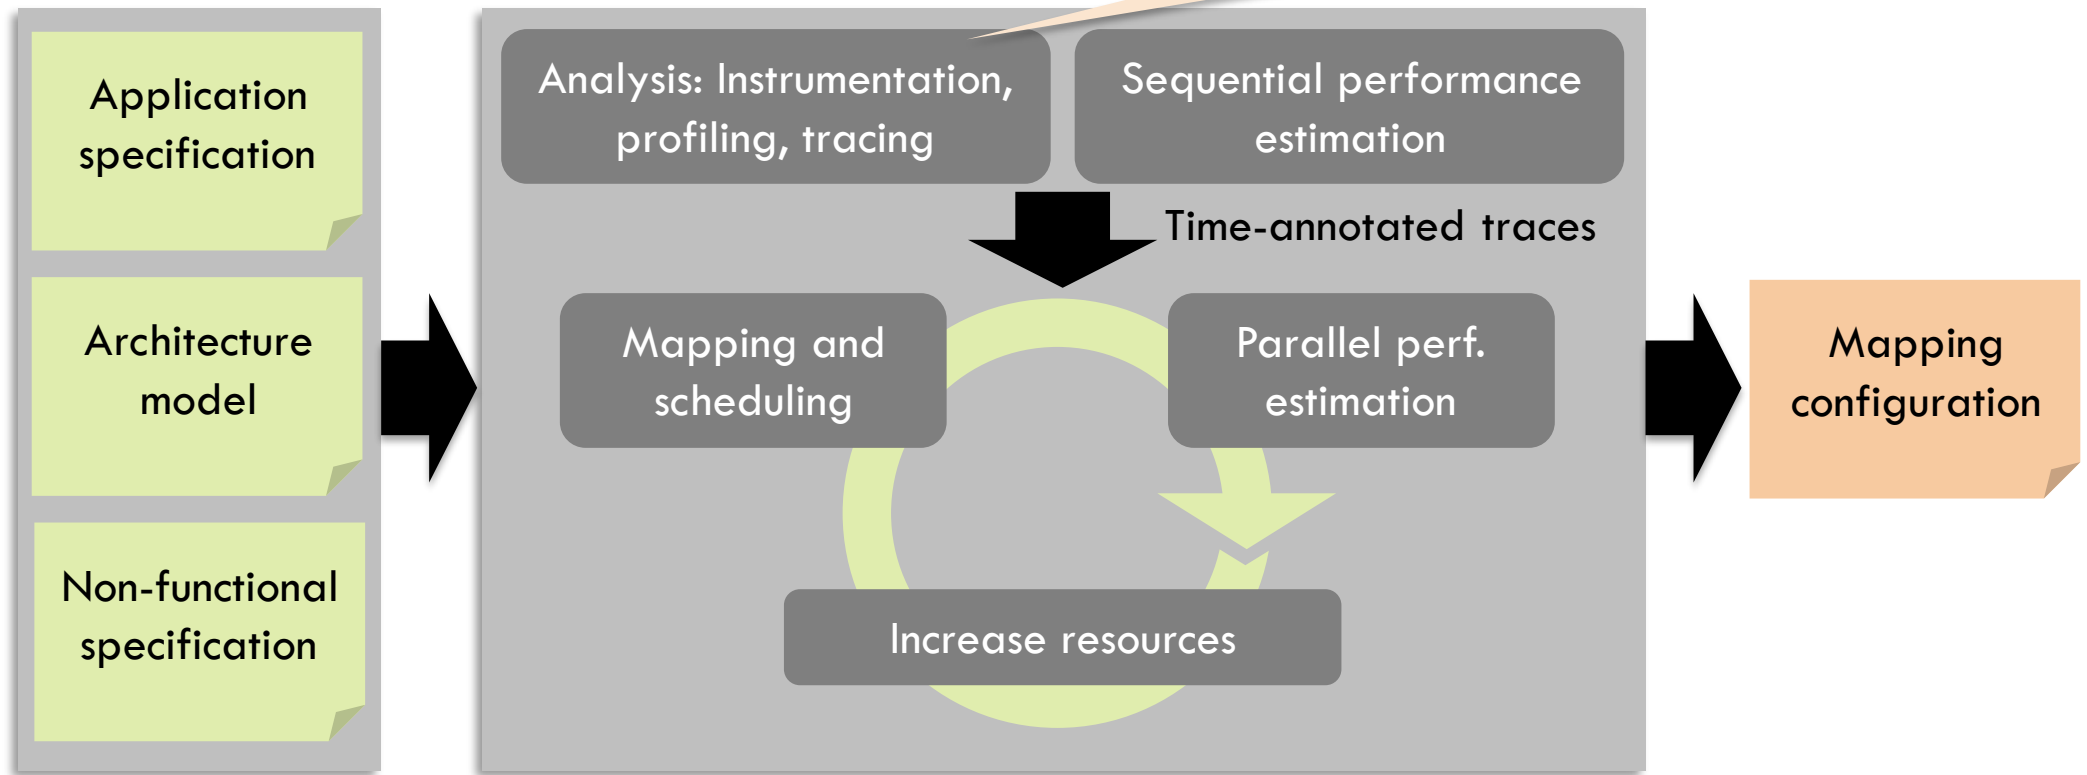 Application
specification
Architecture
model
Non-functional
specification
Analysis: Instrumentation,
profiling, tracing
Sequential performance
estimation
Time-annotated traces
Mapping and
scheduling
Parallel perf.
estimation
Increase resources
Mapping
configuration